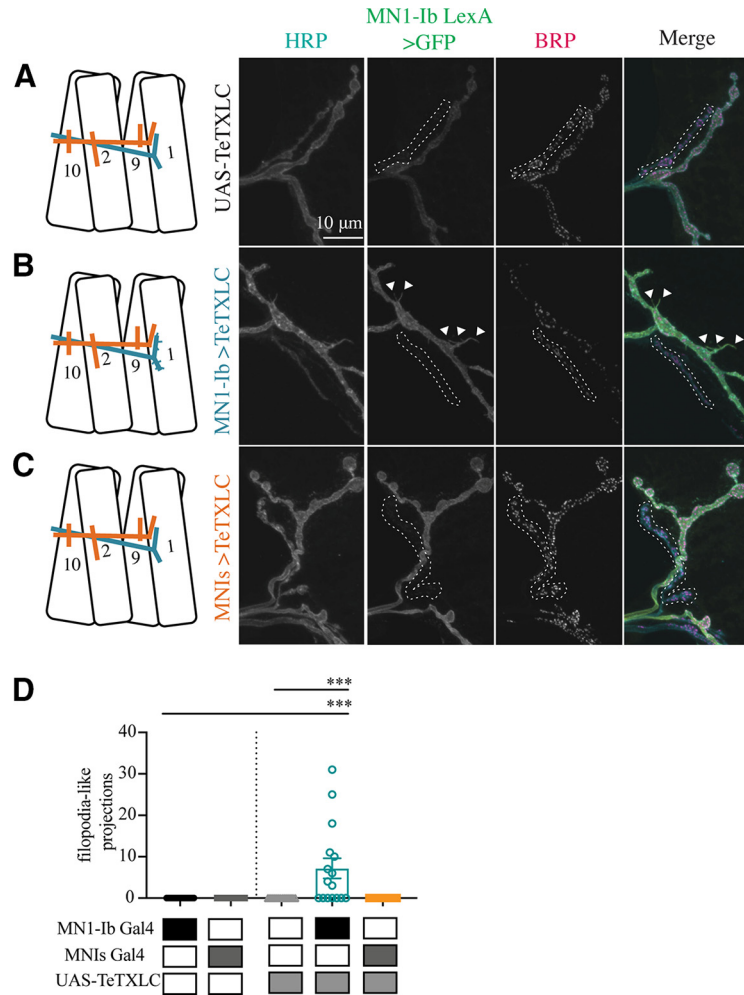 HRP
MN1-Ib LexA
>GFP
BRP
Merge
A
10
2
9
1
UAS-TeTXLC
10 μm
B
10
2
9
1
MN1-Ib >TeTXLC
C
10
2
9
1
MNIs >TeTXLC
D
***
***
filopodia-like
projections
40
30
20
10
0
MN1-Ib Gal4
MNIs Gal4
UAS-TeTXLC